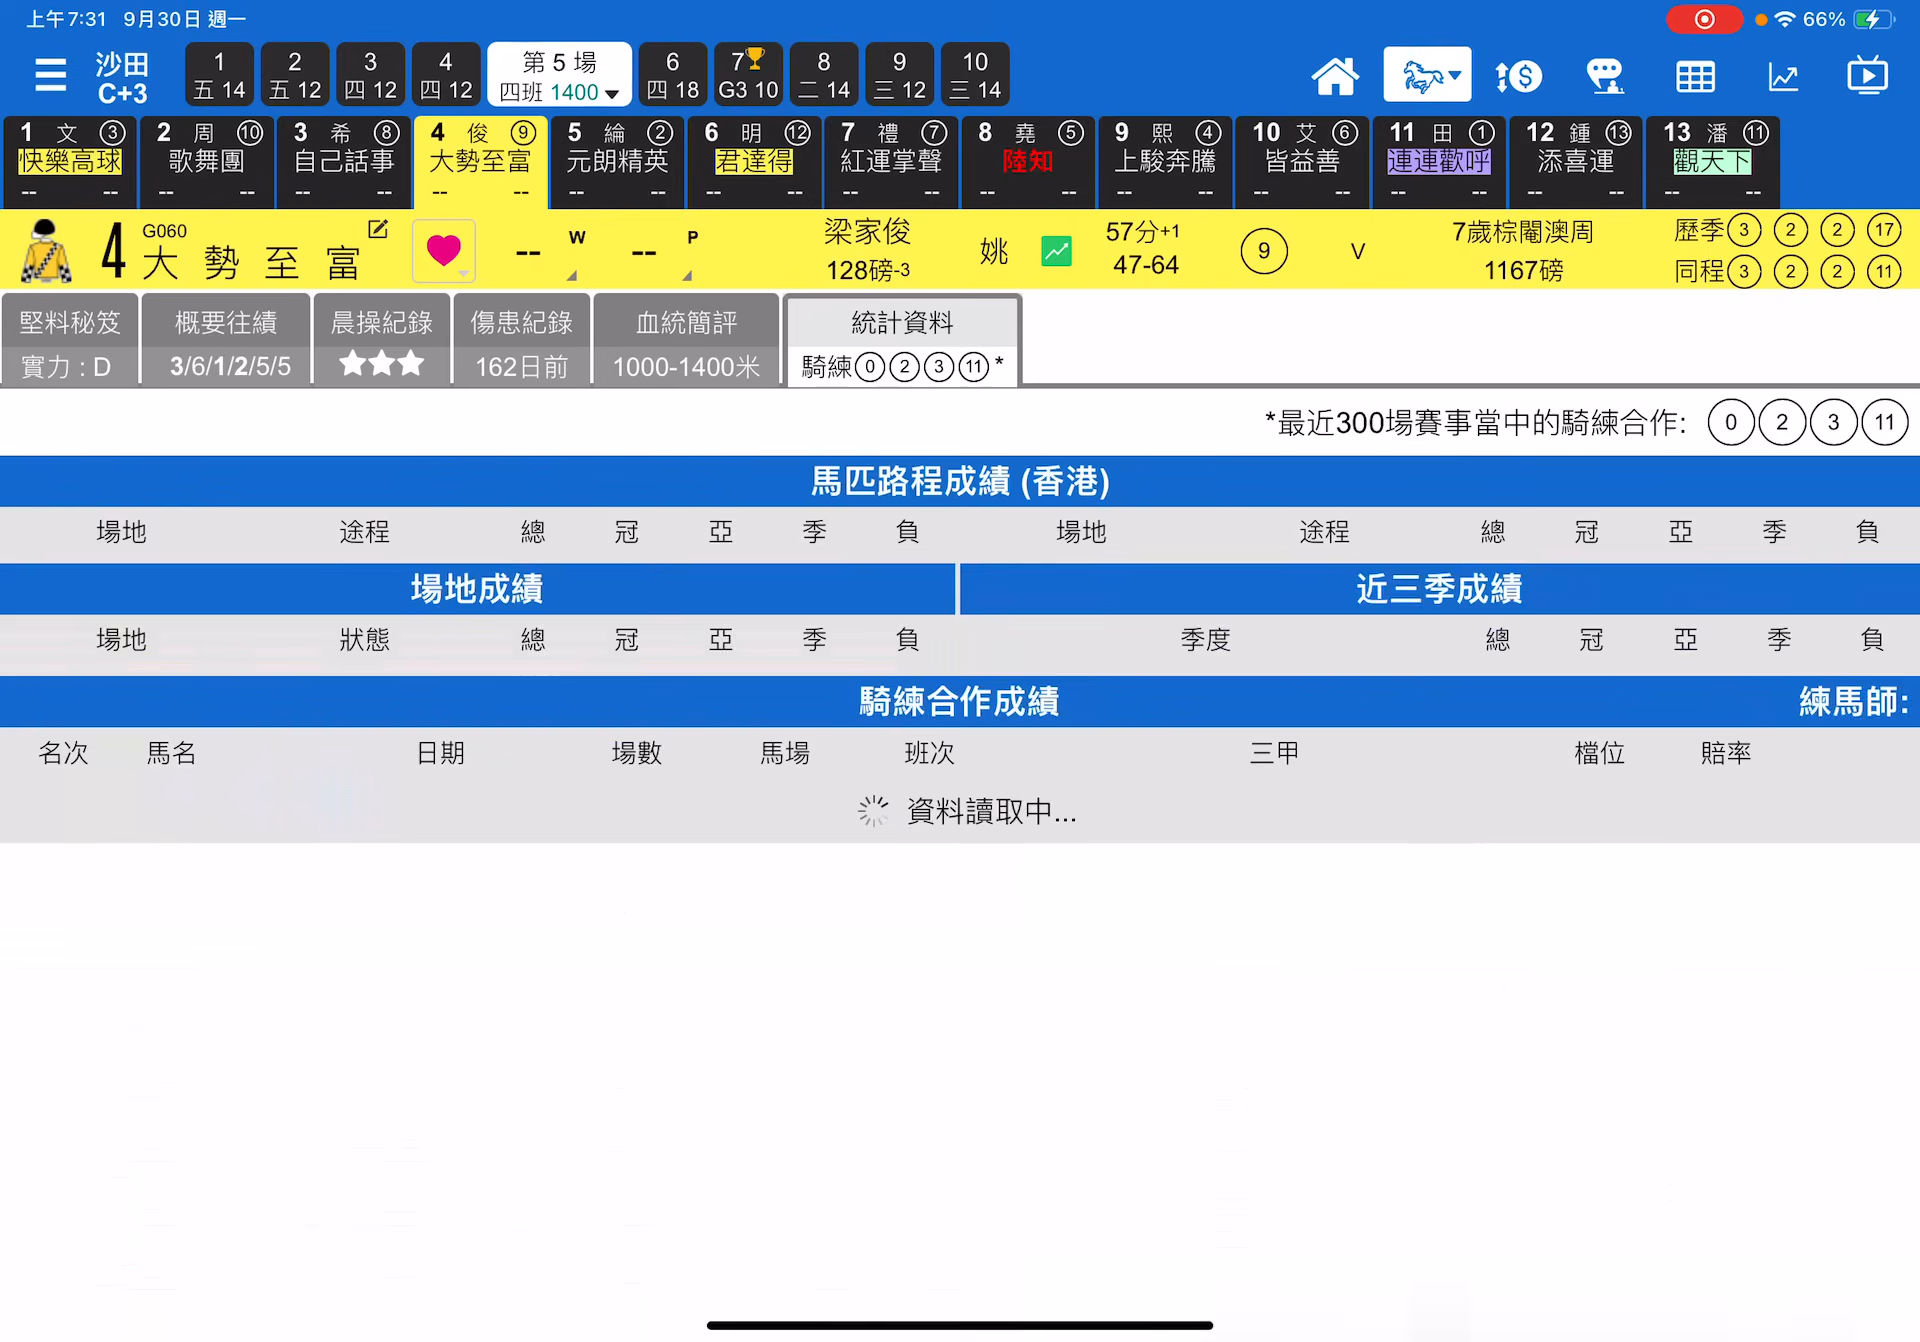 上午7:31 9月30日 週一 66%
沙田 C+3
1 五 14
2 五 12
3 四 12
4 四 12
第 5 場 四班 1400
6 四 18
7 G3 10
8 二 14
9 三 12
10 三 14
1 文 3 快樂高球 -- --
2 周 10 歌舞團 -- --
3 希 8 自己話事 -- --
4 俊 9 大勢至富 -- --
5 綸 2 元朗精英 -- --
6 明 12 君達得 -- --
7 禮 7 紅運掌聲 -- --
8 堯 5 陸知 -- --
9 熙 4 上駿奔騰 -- --
10 艾 6 皆益善 -- --
11 田 1 連連歡呼 -- --
12 鍾 13 添喜運 -- --
13 潘 11 觀天下 -- --
4 G060 大勢至富 -- W -- P 梁家俊 128磅-3 姚 57分+1 47-64 9 V 7歲棕閹澳周 1167磅
歷季 3 2 2 17
同程 3 2 2 11
堅料秘笈 實力 : D
概要往績 3/6/1/2/5/5
晨操紀錄
傷患紀錄 162日前
血統簡評 1000-1400米
統計資料 騎練 0 2 3 11 *
*最近300場賽事當中的騎練合作: 0 2 3 11
馬匹路程成績 (香港)
場地 途程 總 冠 亞 季 負 場地 途程 總 冠 亞 季 負
場地成績 近三季成績
場地 狀態 總 冠 亞 季 負 季度 總 冠 亞 季 負
騎練合作成績 練馬師:
名次 馬名 日期 場數 馬場 班次 三甲 檔位 賠率
資料讀取中...